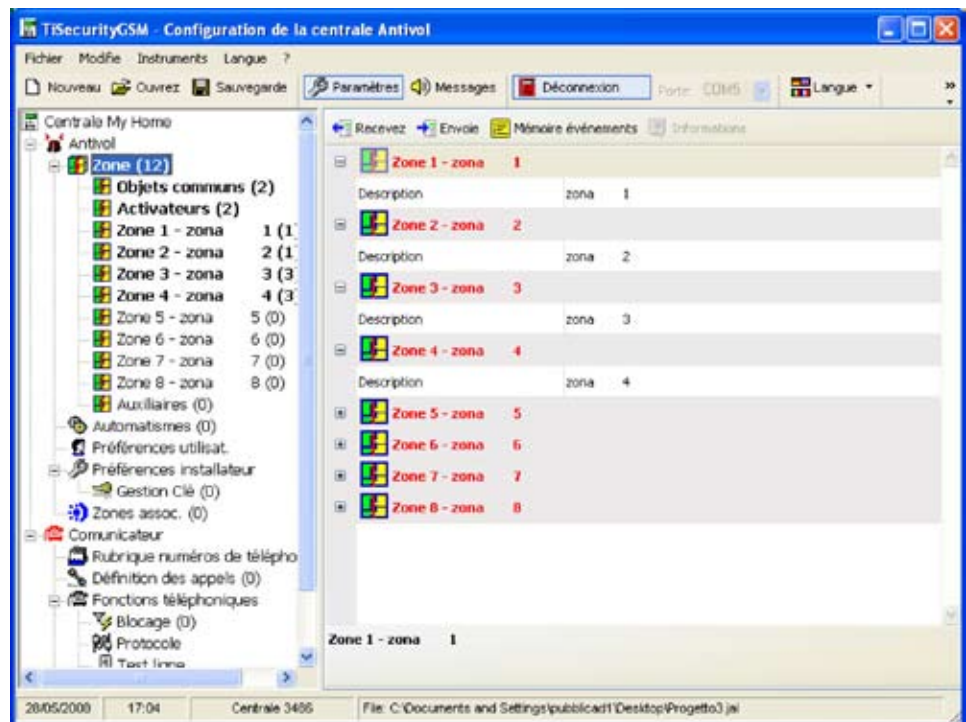 TiSecurityGSM - Configuration de la centrale Antivol
Fichier Modifie Instruments Langue ?
Nouveau Ouvrez Sauvegarde Paramètres Messages Déconnexion Porte: COM5 Langue
Centrale My Home
Antivol
Zone (12)
Objets communs (2)
Activateurs (2)
Zone 1 - zona 1 (1
Zone 2 - zona 2 (1
Zone 3 - zona 3 (3
Zone 4 - zona 4 (3
Zone 5 - zona 5 (0)
Zone 6 - zona 6 (0)
Zone 7 - zona 7 (0)
Zone 8 - zona 8 (0)
Auxiliaires (0)
Automatismes (0)
Préférences utilisat.
Préférences installateur
Gestion Clè (0)
Zones assoc. (0)
Comunicateur
Rubrique numéros de télépho
Définition des appels (0)
Fonctions téléphoniques
Blocage (0)
Protocole
Test ligne
Recevez Envoie Mémoire événements Informations
Zone 1 - zona 1
Description zona 1
Zone 2 - zona 2
Description zona 2
Zone 3 - zona 3
Description zona 3
Zone 4 - zona 4
Description zona 4
Zone 5 - zona 5
Zone 6 - zona 6
Zone 7 - zona 7
Zone 8 - zona 8
Zone 1 - zona 1
28/05/2008 17:04 Centrale 3486 File: C:\Documents and Settings\pubblicad1\Desktop\Progetto3.jai